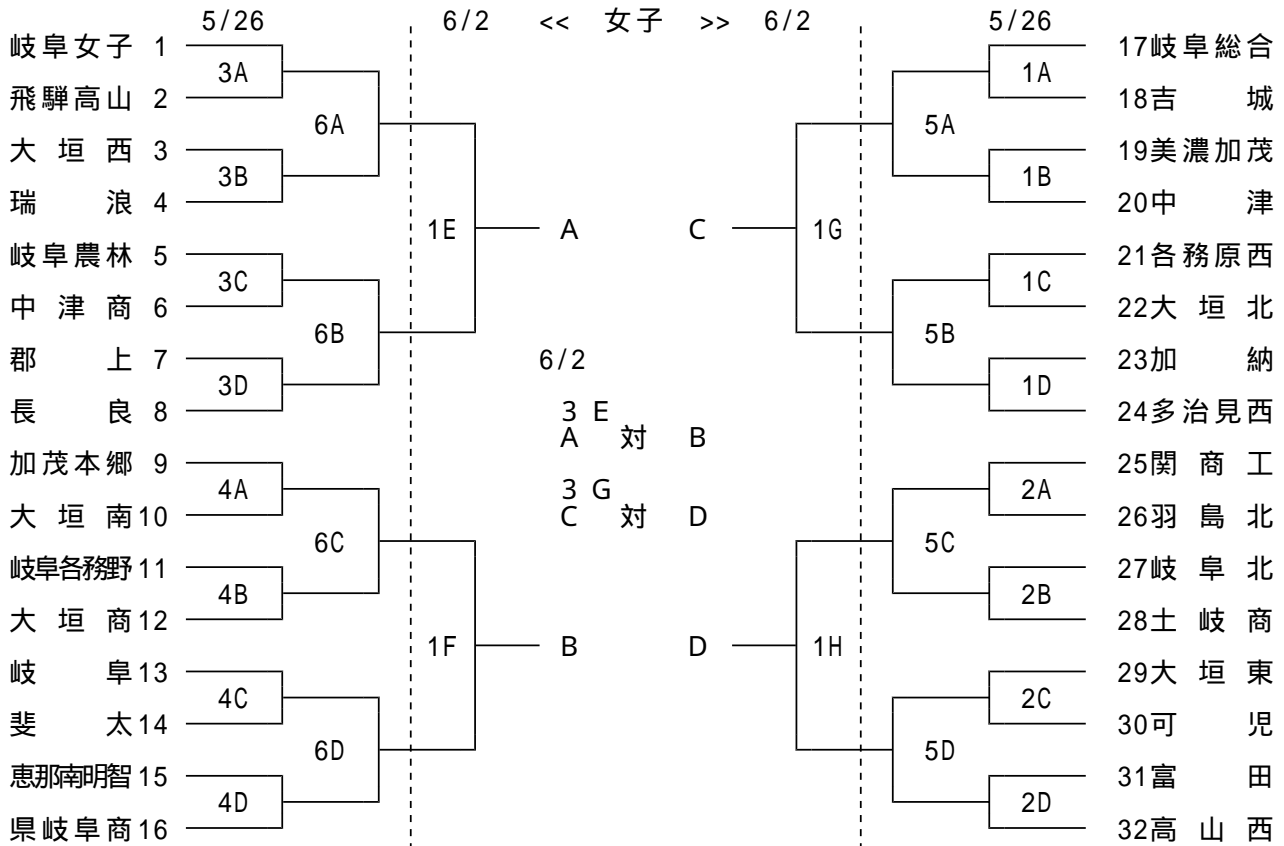 5/26 6/2 << 女子 >> 6/2 5/26
岐阜女子 1 17岐阜総合
3A 1A
飛騨高山 2 18吉城
6A 5A
大垣西 3 19美濃加茂
3B 1B
瑞浪 4 20中津
1E A C 1G
岐阜農林 5 21各務原西
3C 1C
中津商 6 22大垣北
6B 5B
郡上 7 6/2 23加納
3D 1D
長良 8 3E 24多治見西
A 対 B
加茂本郷 9 25関商工
4A 3G 2A
大垣南10 C 対 D 26羽島北
6C 5C
岐阜各務野11 27岐阜北
4B 2B
大垣商12 28土岐商
1F B D 1H
岐阜13 29大垣東
4C 2C
斐太14 30可児
6D 5D
恵那南明智15 31富田
4D 2D
県岐阜商16 32高山西